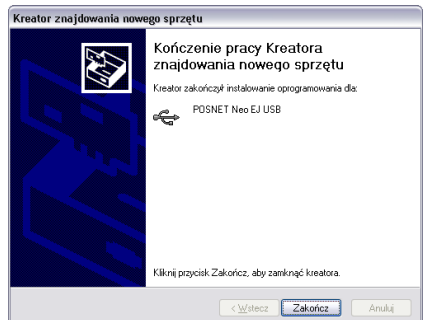 Kreator znajdowania nowego sprzętu
Kończenie pracy Kreatora
znajdowania nowego sprzętu
Kreator zakończył instalowanie oprogramowania dla:
POSNET Neo EJ USB
Kliknij przycisk Zakończ, aby zamknąć kreatora.
< Wstecz Zakończ Anuluj